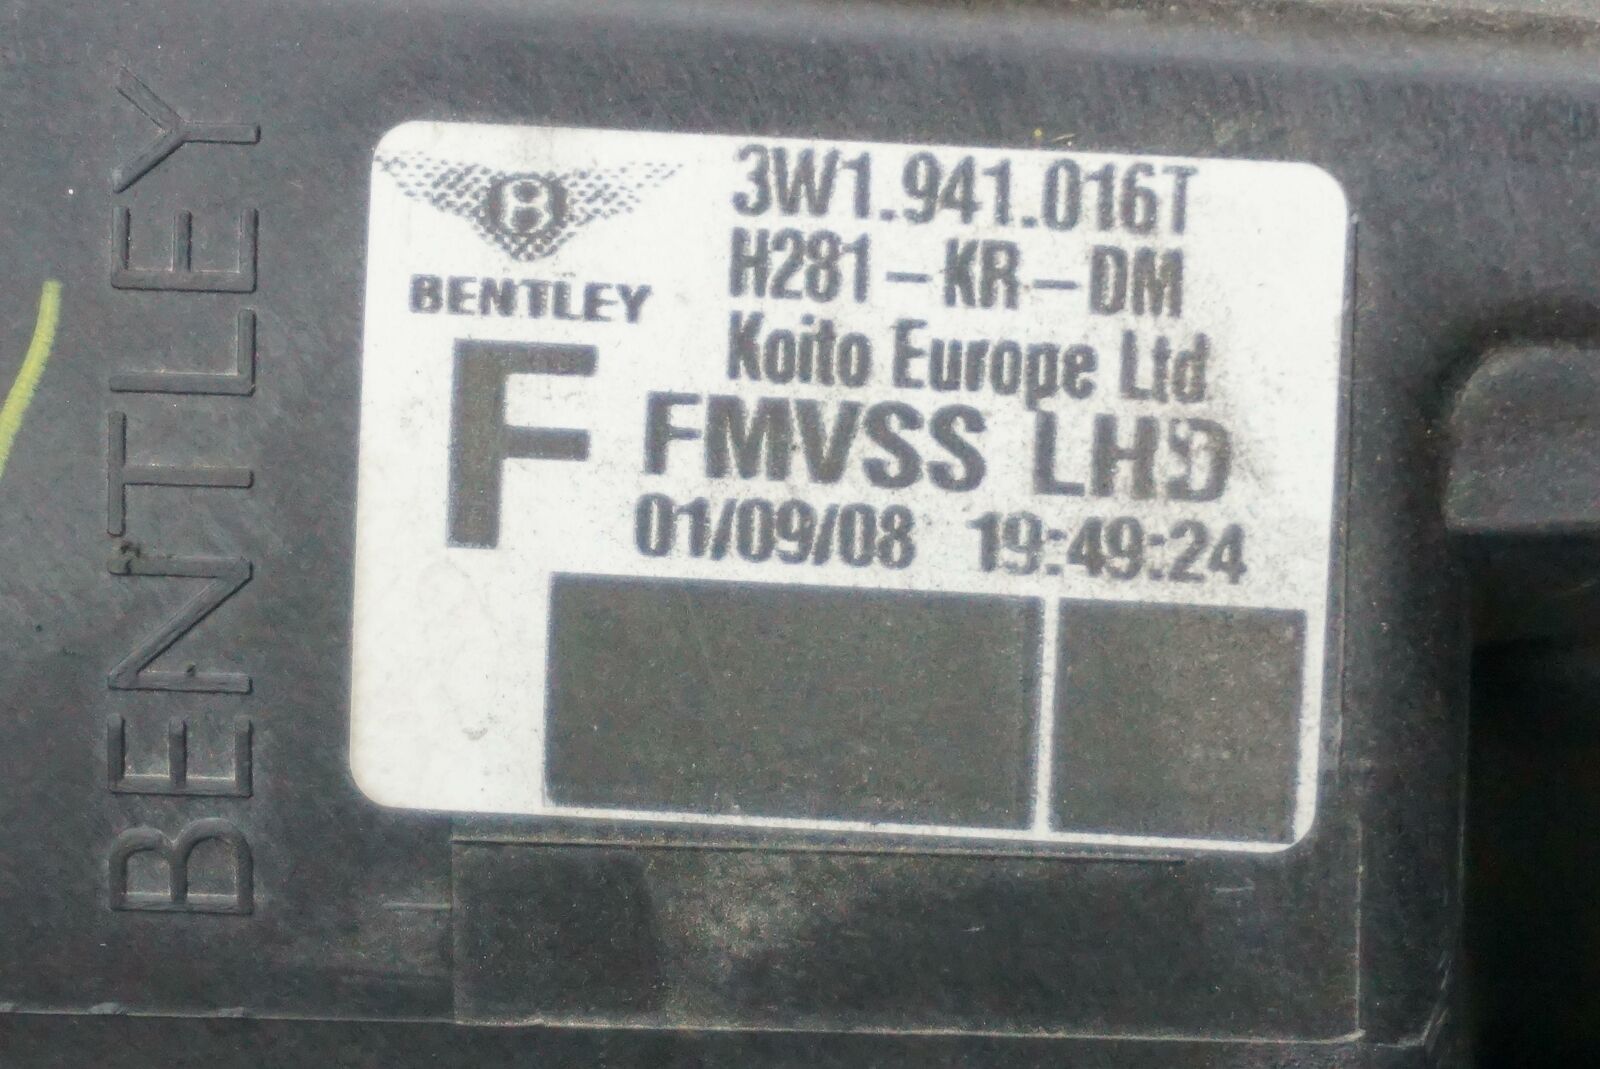 BENTLEY
BENTLEY
3W1.941.016T
H281-KR-DM
Koito Europe Ltd
F
FMVSS LHD
01/09/08 19:49:24